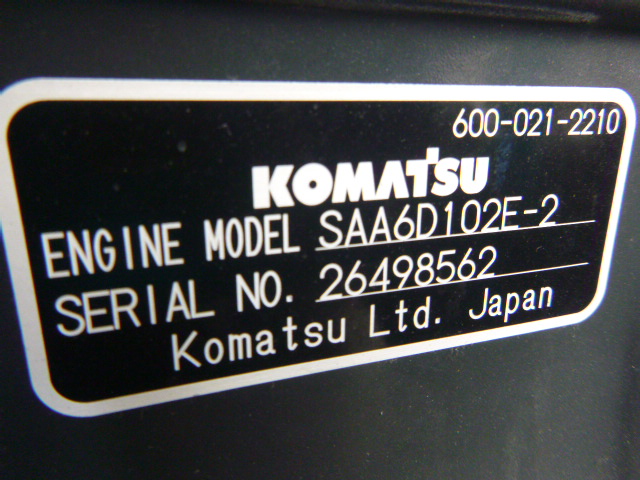 600-021-2210
KOMATSU
ENGINE MODEL SAA6D102E-2
SERIAL NO. 26498562
Komatsu Ltd. Japan